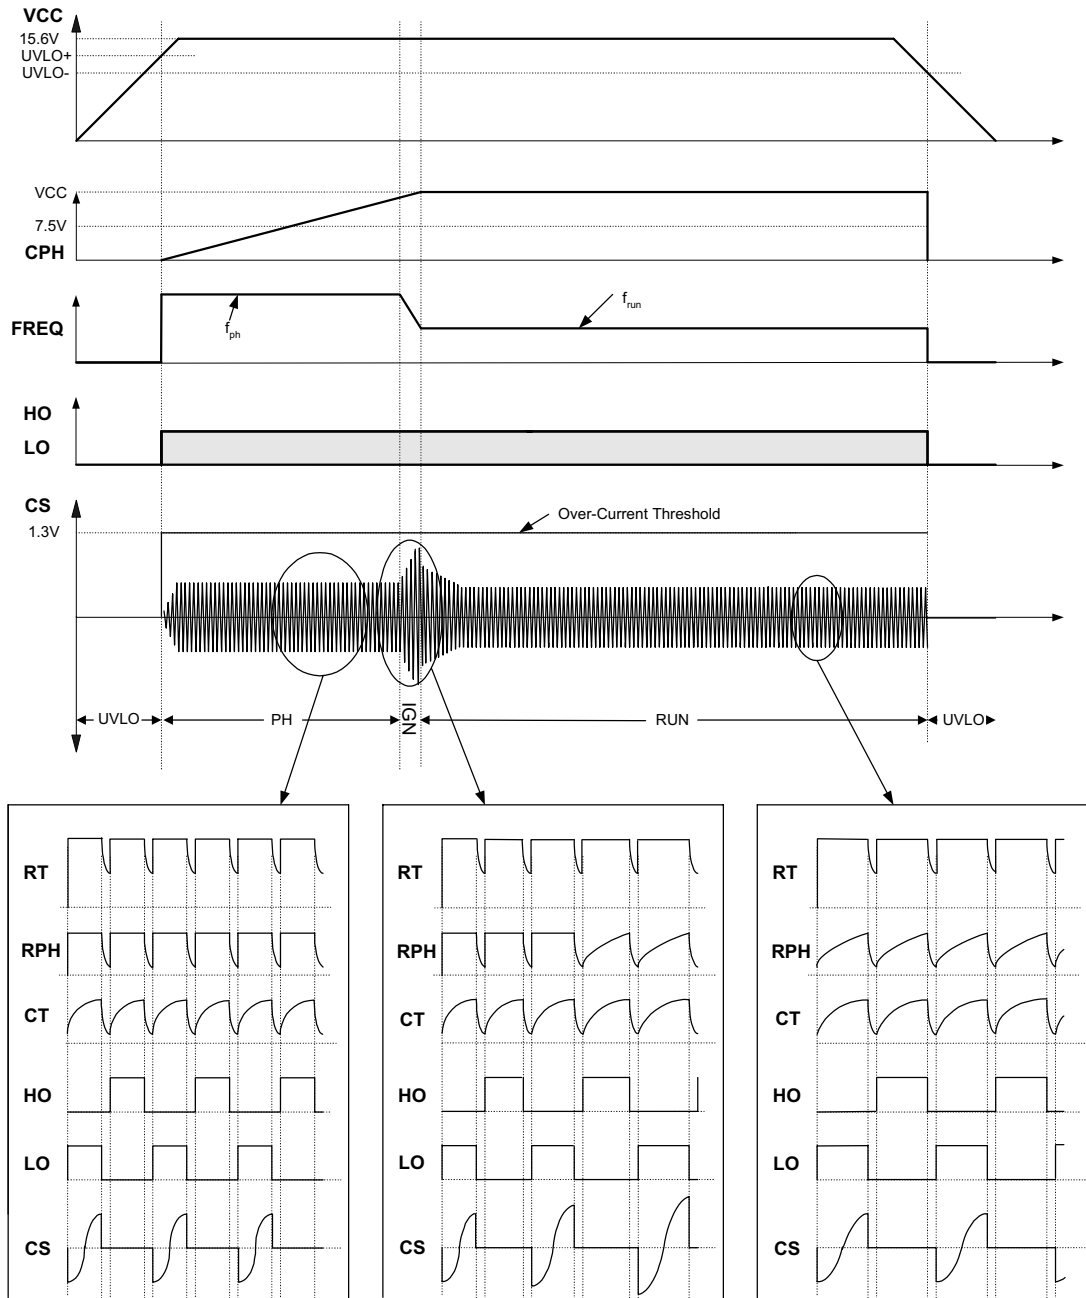 VCC
15.6V
UVLO+
UVLO-
VCC
7.5V
CPH
FREQ
fph
frun
HO
LO
CS
1.3V
Over-Current Threshold
UVLO
PH
IGN
RUN
UVLO
RT
RPH
CT
HO
LO
CS
RT
RPH
CT
HO
LO
CS
RT
RPH
CT
HO
LO
CS